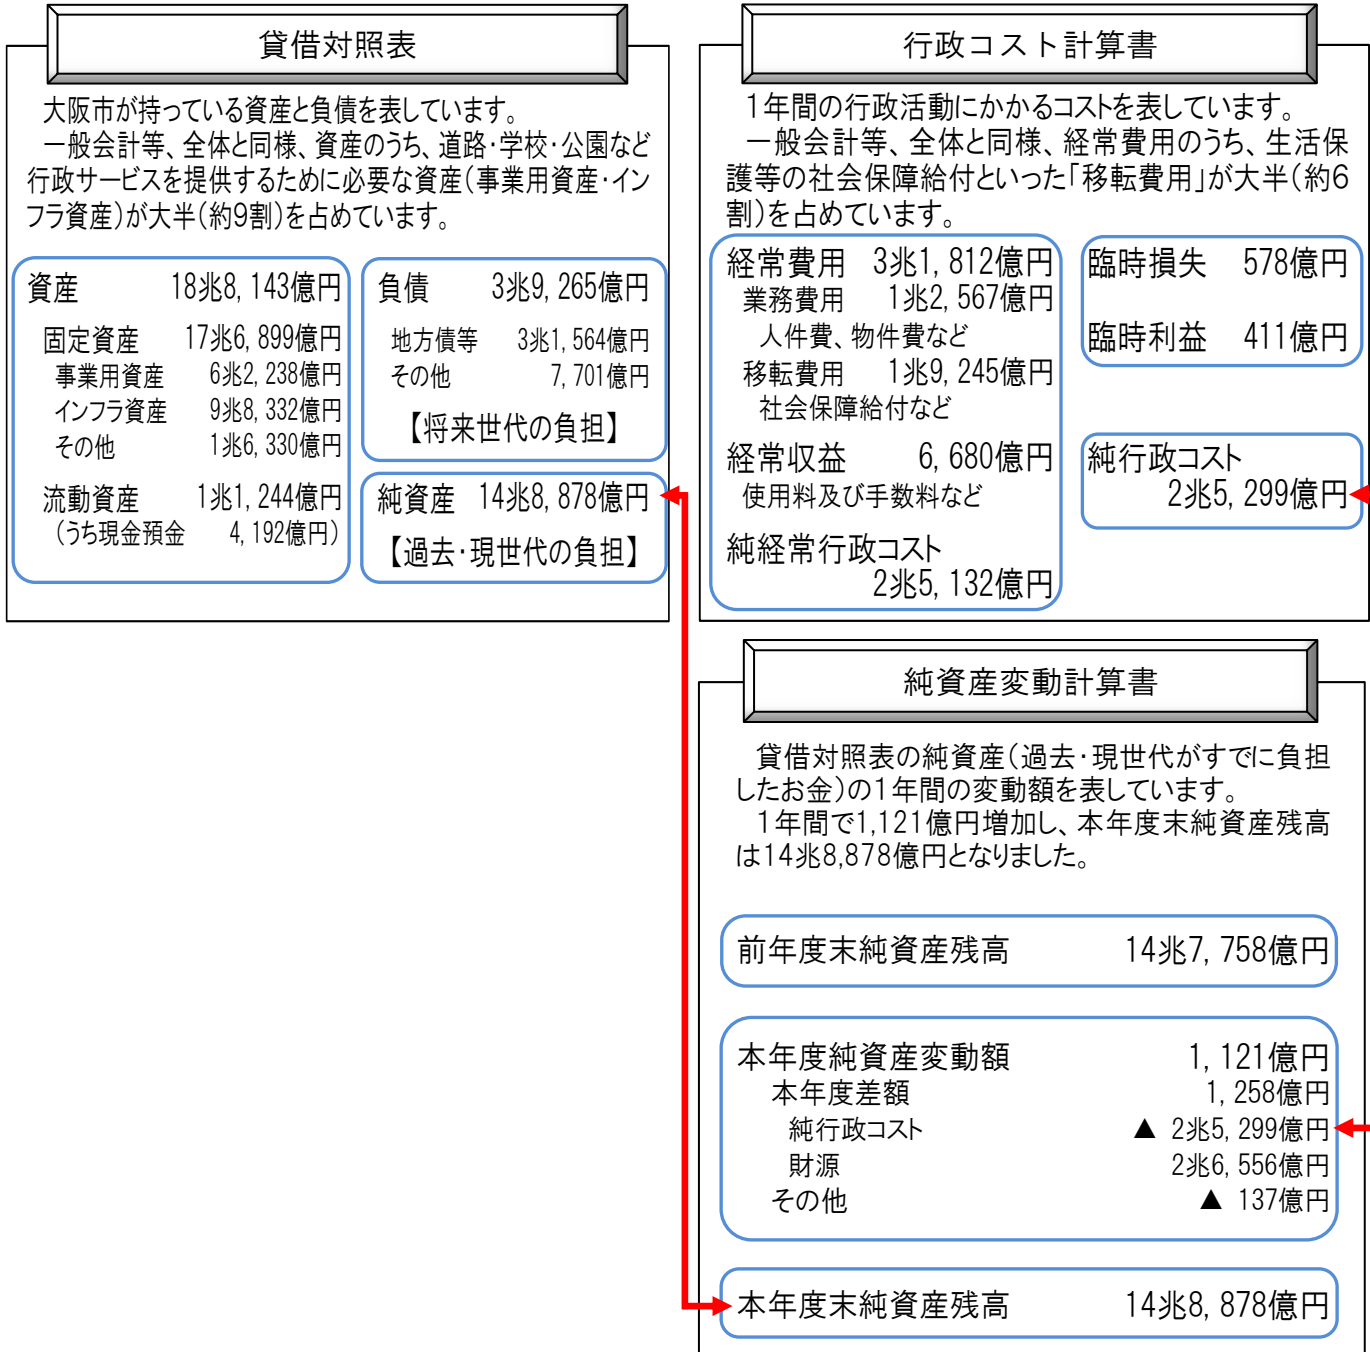 貸借対照表
大阪市が持っている資産と負債を表しています。
一般会計等、全体と同様、資産のうち、道路・学校・公園など
行政サービスを提供するために必要な資産（事業用資産・イン
フラ資産）が大半（約９割）を占めています。
資産 18兆8,143億円
固定資産 17兆6,899億円
事業用資産 6兆2,238億円
インフラ資産 9兆8,332億円
その他 1兆6,330億円
流動資産 1兆1,244億円
（うち現金預金 4,192億円）
負債 3兆9,265億円
地方債等 3兆1,564億円
その他 7,701億円
【将来世代の負担】
純資産 14兆8,878億円
【過去・現世代の負担】
行政コスト計算書
１年間の行政活動にかかるコストを表しています。
一般会計等、全体と同様、経常費用のうち、生活保
護等の社会保障給付といった「移転費用」が大半（約６
割）を占めています。
経常費用 3兆1,812億円
業務費用 1兆2,567億円
人件費、物件費など
移転費用 1兆9,245億円
社会保障給付など
経常収益 6,680億円
使用料及び手数料など
純経常行政コスト
2兆5,132億円
臨時損失 578億円
臨時利益 411億円
純行政コスト
2兆5,299億円
純資産変動計算書
貸借対照表の純資産（過去・現世代がすでに負担
したお金）の１年間の変動額を表しています。
１年間で1,121億円増加し、本年度末純資産残高
は14兆8,878億円となりました。
前年度末純資産残高 14兆7,758億円
本年度純資産変動額 1,121億円
本年度差額 1,258億円
純行政コスト ▲ 2兆5,299億円
財源 2兆6,556億円
その他 ▲ 137億円
本年度末純資産残高 14兆8,878億円